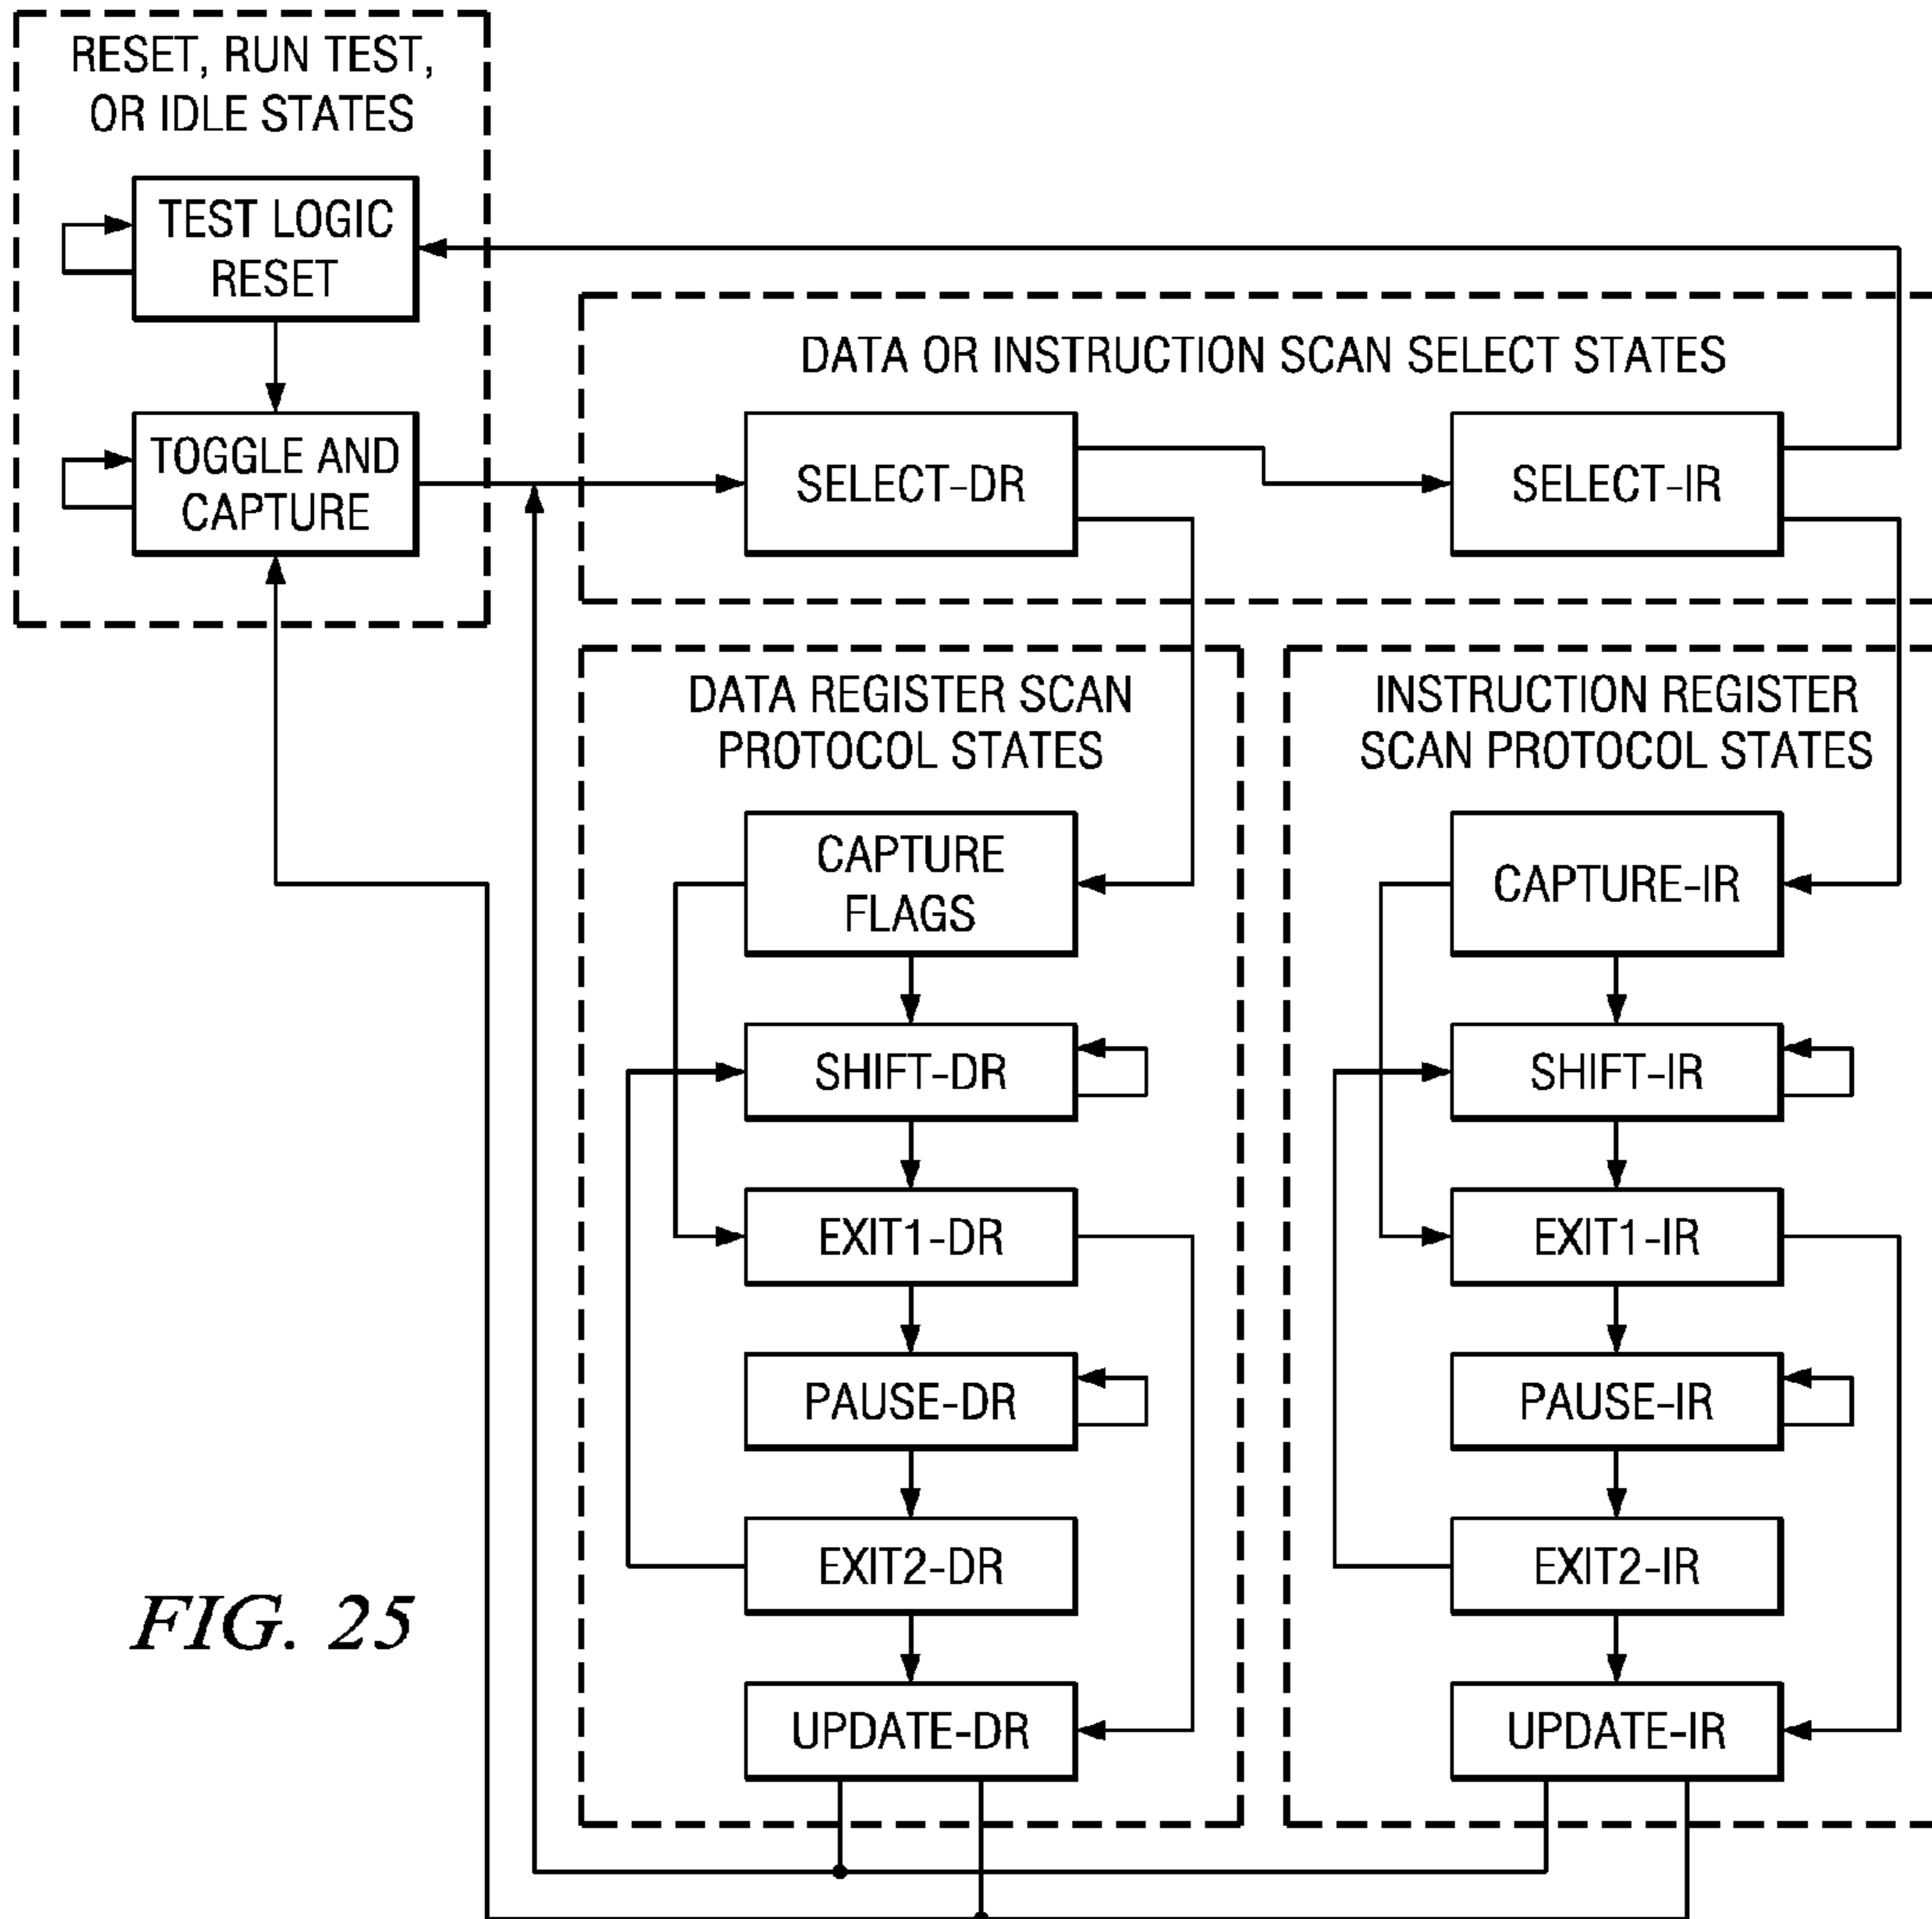 RESET, RUN TEST,
OR IDLE STATES
TEST LOGIC
RESET
TOGGLE AND
CAPTURE
DATA OR INSTRUCTION SCAN SELECT STATES
SELECT-DR
SELECT-IR
DATA REGISTER SCAN
PROTOCOL STATES
CAPTURE
FLAGS
SHIFT-DR
EXIT1-DR
PAUSE-DR
EXIT2-DR
UPDATE-DR
INSTRUCTION REGISTER
SCAN PROTOCOL STATES
CAPTURE-IR
SHIFT-IR
EXIT1-IR
PAUSE-IR
EXIT2-IR
UPDATE-IR
FIG. 25